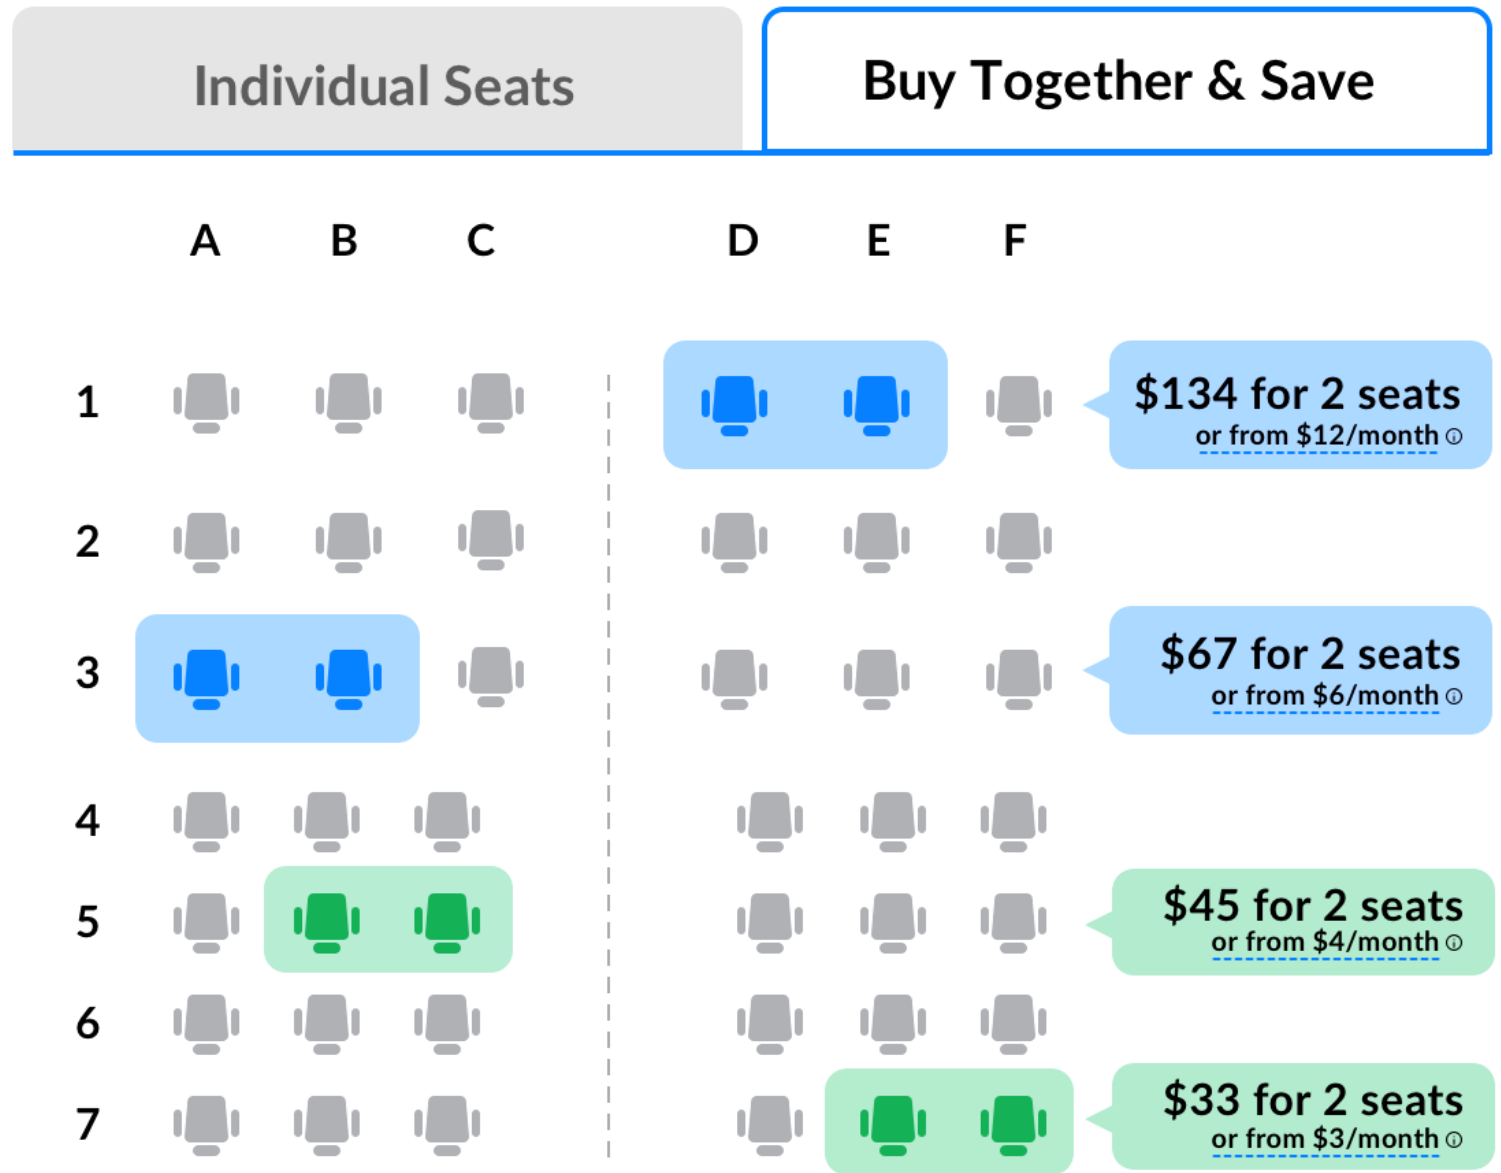 Individual Seats
Buy Together & Save
A B C D E F
1
$134 for 2 seats
or from $12/month
2
3
$67 for 2 seats
or from $6/month
4
5
$45 for 2 seats
or from $4/month
6
7
$33 for 2 seats
or from $3/month